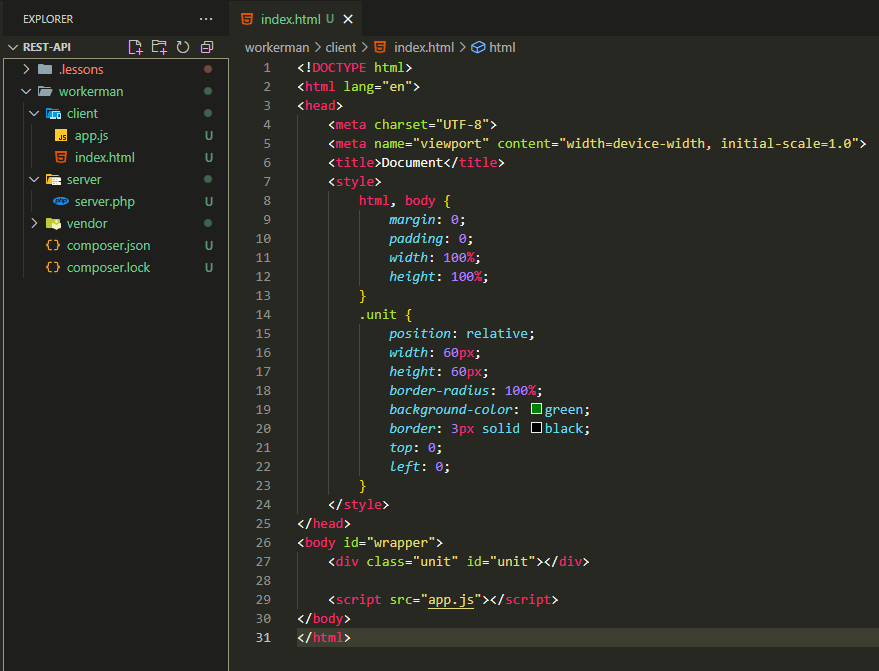 EXPLORER
REST-API
.lessons
workerman
client
app.js U
index.html U
server
server.php U
vendor
composer.json U
composer.lock U
index.html U
workerman > client > index.html > html
1 <!DOCTYPE html>
2 <html lang="en">
3 <head>
4 <meta charset="UTF-8">
5 <meta name="viewport" content="width=device-width, initial-scale=1.0">
6 <title>Document</title>
7 <style>
8 html, body {
9 margin: 0;
10 padding: 0;
11 width: 100%;
12 height: 100%;
13 }
14 .unit {
15 position: relative;
16 width: 60px;
17 height: 60px;
18 border-radius: 100%;
19 background-color: green;
20 border: 3px solid black;
21 top: 0;
22 left: 0;
23 }
24 </style>
25 </head>
26 <body id="wrapper">
27 <div class="unit" id="unit"></div>
28
29 <script src="app.js"></script>
30 </body>
31 </html>